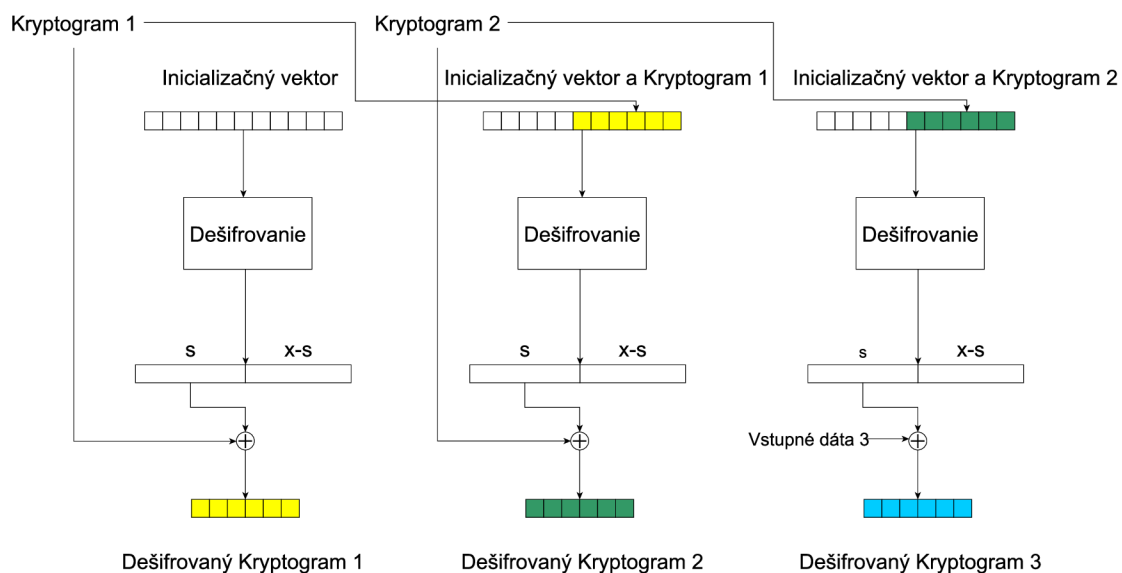 Kryptogram 1
Kryptogram 2
Inicializačný vektor
Inicializačný vektor a Kryptogram 1
Inicializačný vektor a Kryptogram 2
Dešifrovanie
Dešifrovanie
Dešifrovanie
s
x-s
s
x-s
s
x-s
Vstupné dáta 3
Dešifrovaný Kryptogram 1
Dešifrovaný Kryptogram 2
Dešifrovaný Kryptogram 3